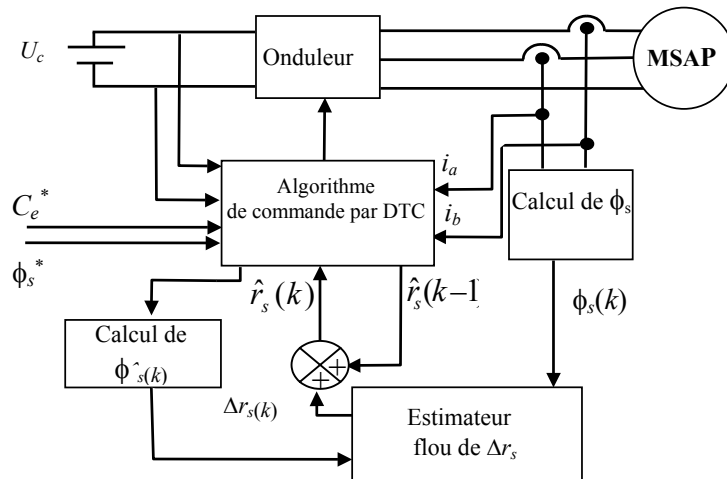 U_c
Onduleur
MSAP
Algorithme
de commande par DTC
i_a
i_b
Calcul de ϕ_s
C_e*
ϕ_s*
r̂_s(k)
r̂_s(k−1)
ϕ_s(k)
Calcul de
ϕ^_s(k)
+
+
Δr_s(k)
Estimateur
flou de Δr_s